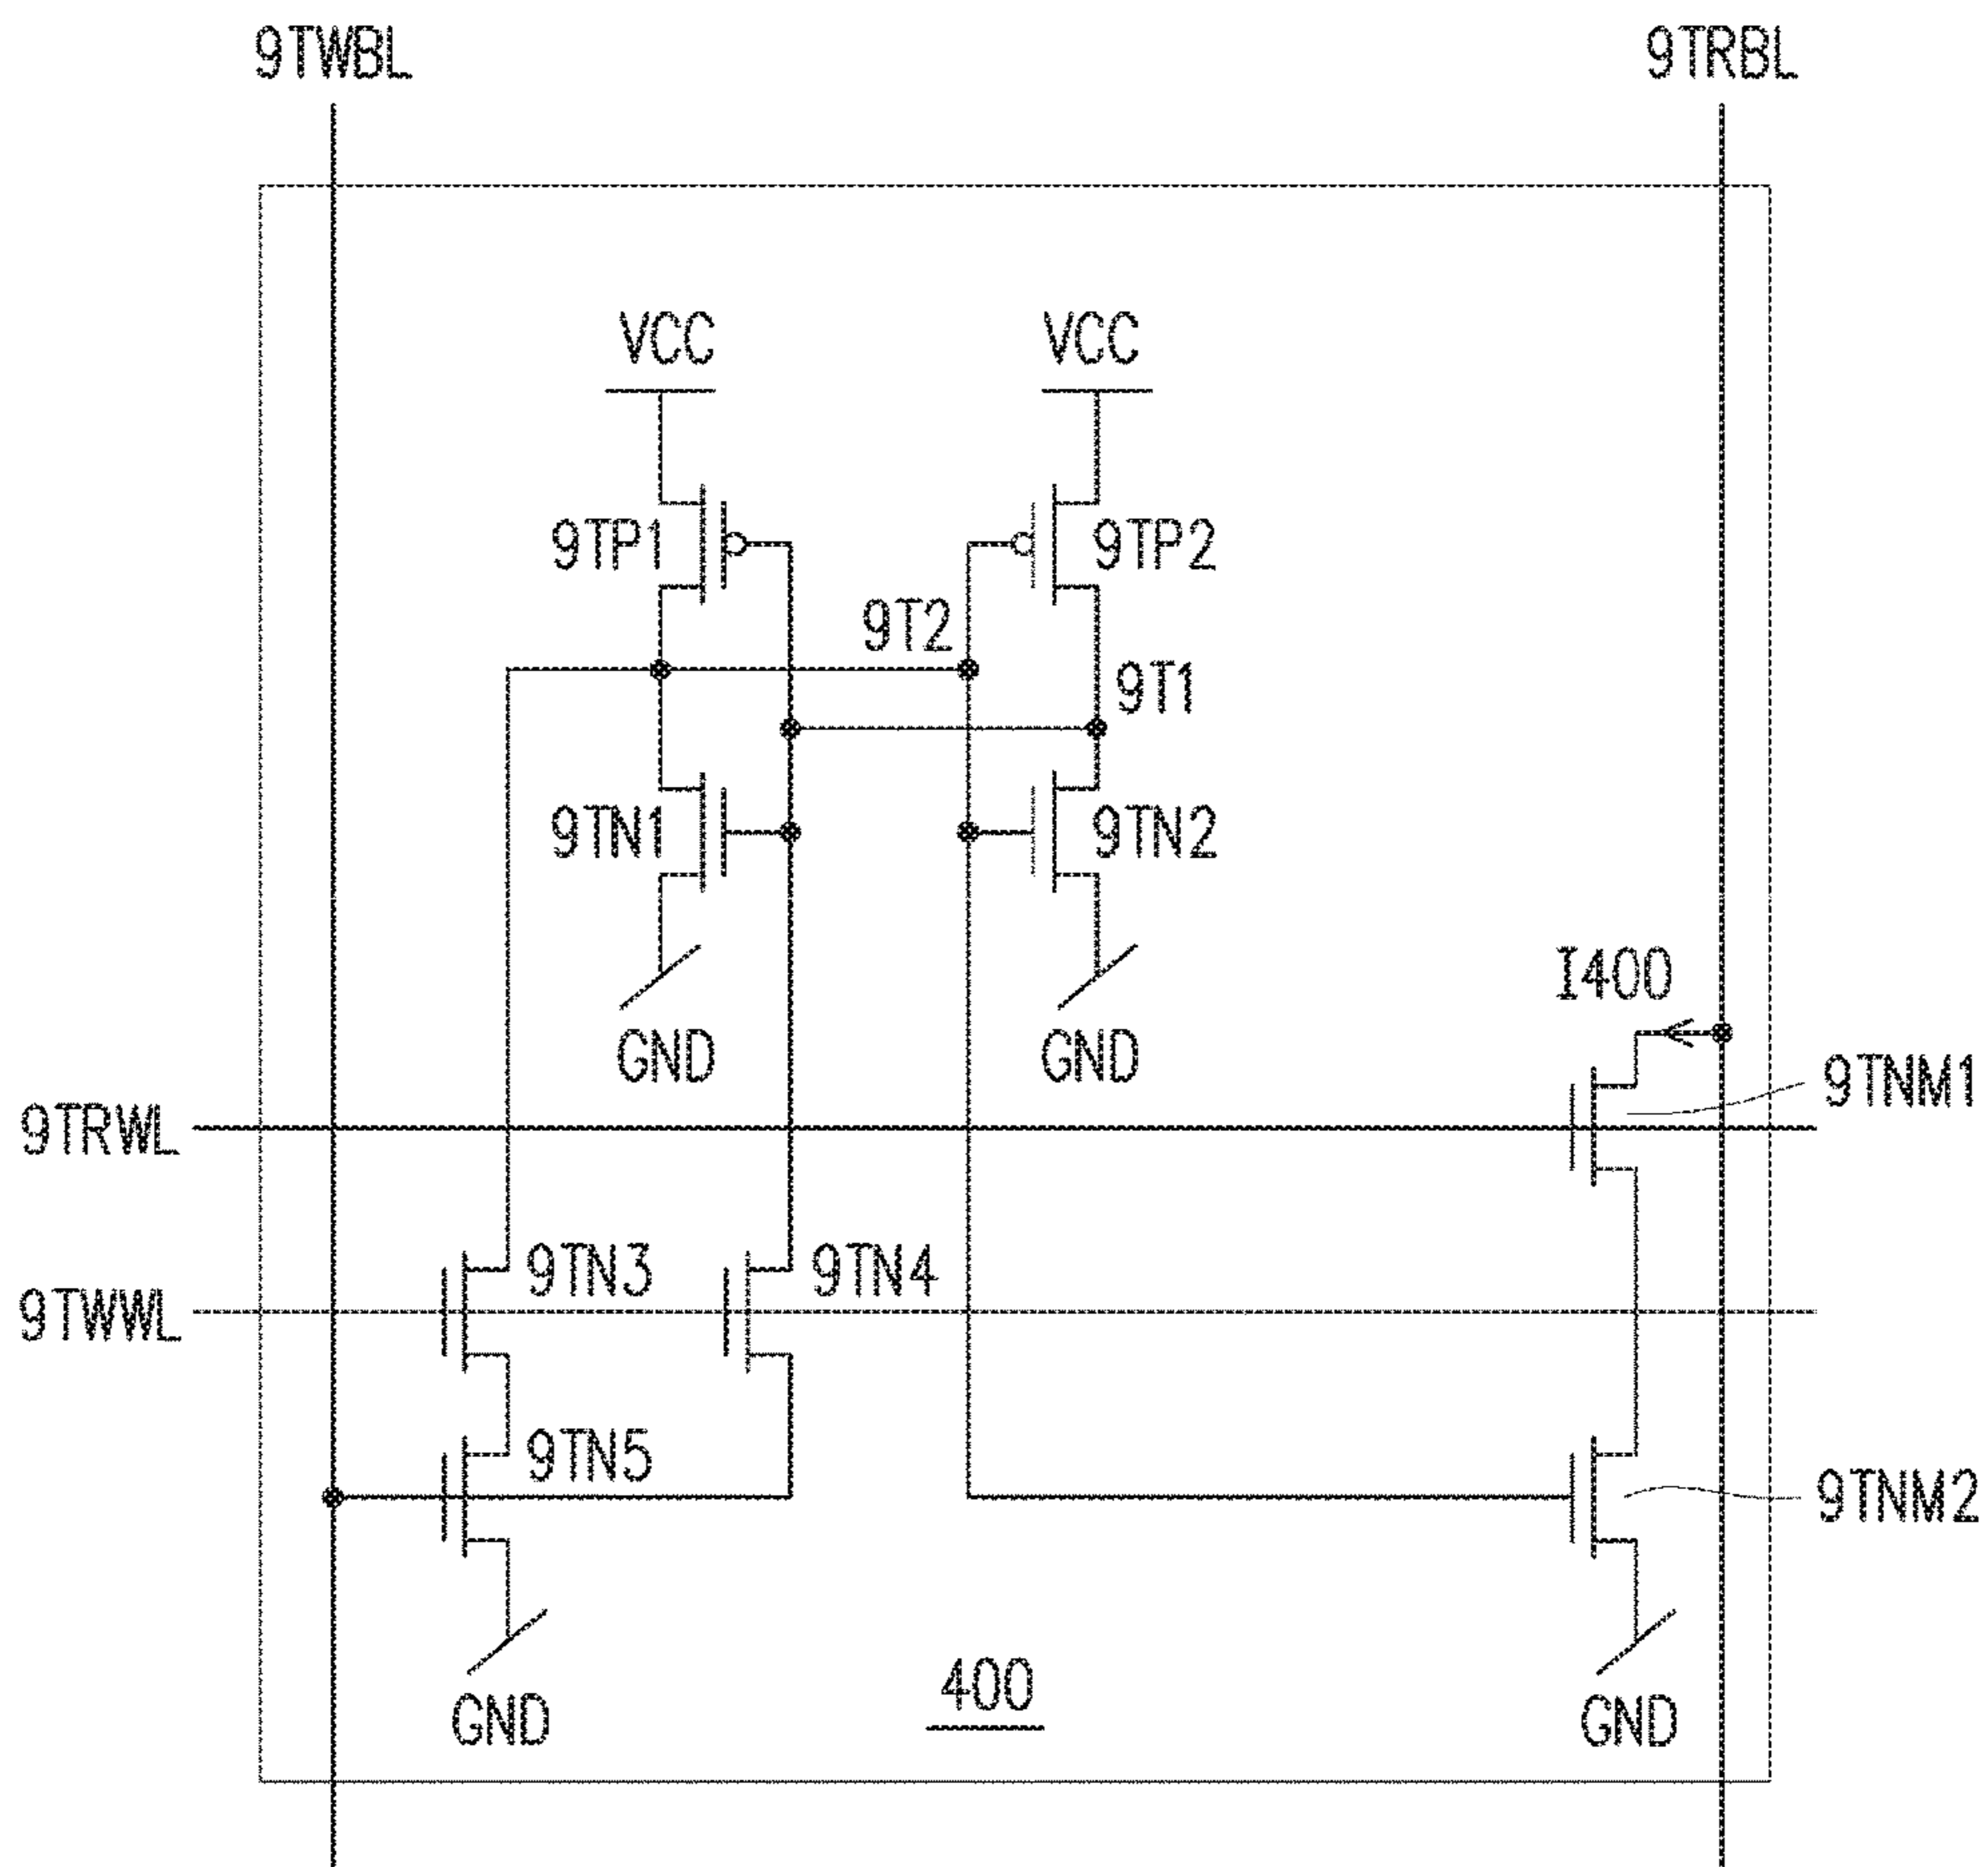 9TWBL
9TRBL
VCC
VCC
9TP1
9TP2
9T2
9T1
9TN1
9TN2
I400
GND
GND
9TNM1
9TRWL
9TN3
9TN4
9TWWL
9TN5
9TNM2
400
GND
GND